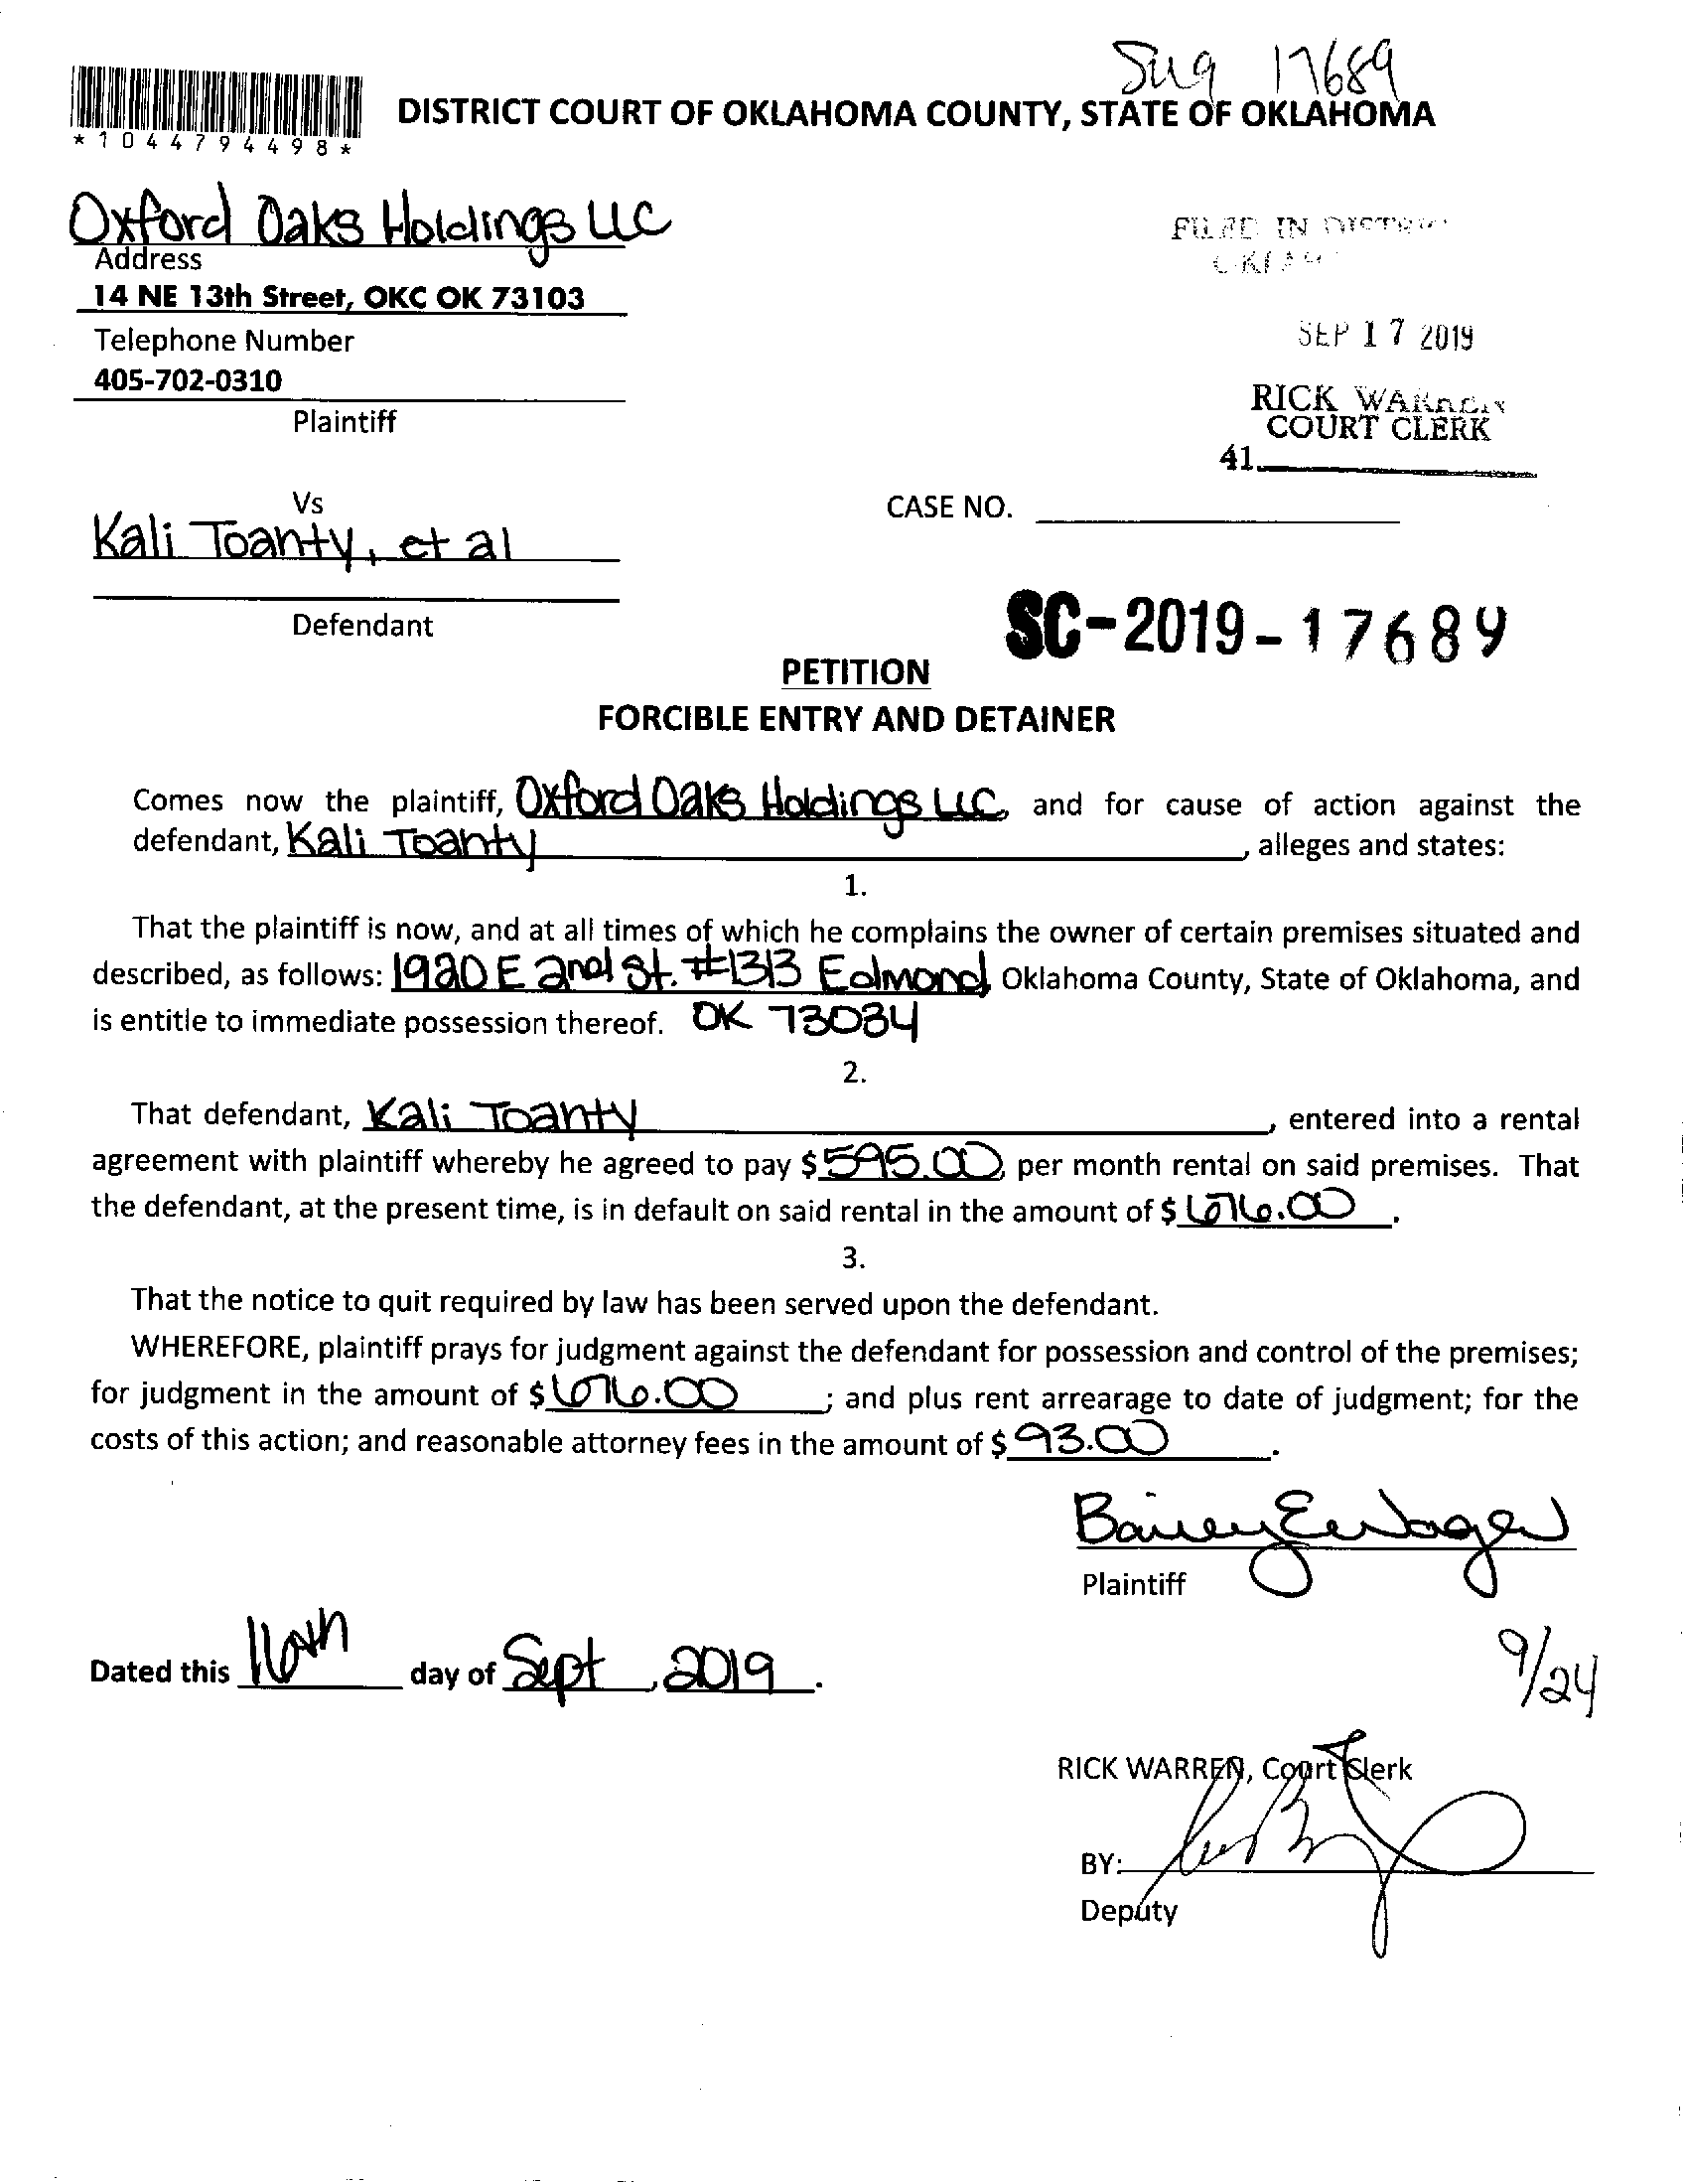 17689
DISTRICT COURT OF OKLAHOMA COUNTY, STATE OF OKLAHOMA
*1044794498*
Oxford Oaks Holdings LLC
Address
14 NE 13th Street, OKC OK 73103
Telephone Number
405-702-0310
Plaintiff
FILED IN
SEP 17 2019
RICK WARREN
COURT CLERK
41
Vs
CASE NO.
Kali Toanty, et al
Defendant
SC-2019-17689
PETITION
FORCIBLE ENTRY AND DETAINER
Comes now the plaintiff, Oxford Oaks Holdings LLC, and for cause of action against the
defendant, Kali Toanty, alleges and states:
1.
That the plaintiff is now, and at all times of which he complains the owner of certain premises situated and
described, as follows: 1920 E 2nd St. #1313 Edmond, Oklahoma County, State of Oklahoma, and
is entitle to immediate possession thereof. OK 73034
2.
That defendant, Kali Toanty, entered into a rental
agreement with plaintiff whereby he agreed to pay $595.00, per month rental on said premises. That
the defendant, at the present time, is in default on said rental in the amount of $676.00.
3.
That the notice to quit required by law has been served upon the defendant.
WHEREFORE, plaintiff prays for judgment against the defendant for possession and control of the premises;
for judgment in the amount of $676.00; and plus rent arrearage to date of judgment; for the
costs of this action; and reasonable attorney fees in the amount of $93.00.
Plaintiff
Dated this 16th day of Sept, 2019.
9/24
RICK WARREN, Court Clerk
BY:
Deputy